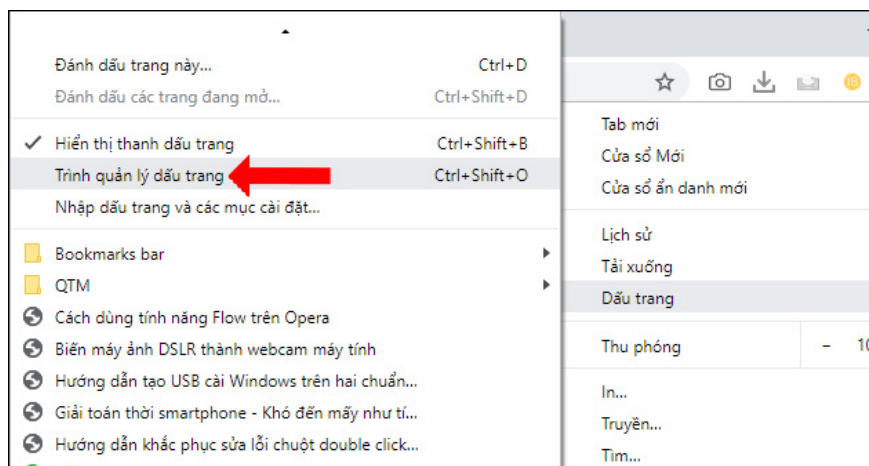 Đánh dấu trang này... Ctrl+D
Đánh dấu các trang đang mở... Ctrl+Shift+D
Hiển thị thanh dấu trang Ctrl+Shift+B
Trình quản lý dấu trang Ctrl+Shift+O
Nhập dấu trang và các mục cài đặt...
Bookmarks bar
QTM
Cách dùng tính năng Flow trên Opera
Biến máy ảnh DSLR thành webcam máy tính
Hướng dẫn tạo USB cài Windows trên hai chuẩn...
Giải toán thời smartphone - Khó đến mấy như tí...
Hướng dẫn khắc phục sửa lỗi chuột double click...
Tab mới
Cửa sổ Mới
Cửa sổ ẩn danh mới
Lịch sử
Tải xuống
Dấu trang
Thu phóng -
In...
Truyền...
Tìm...